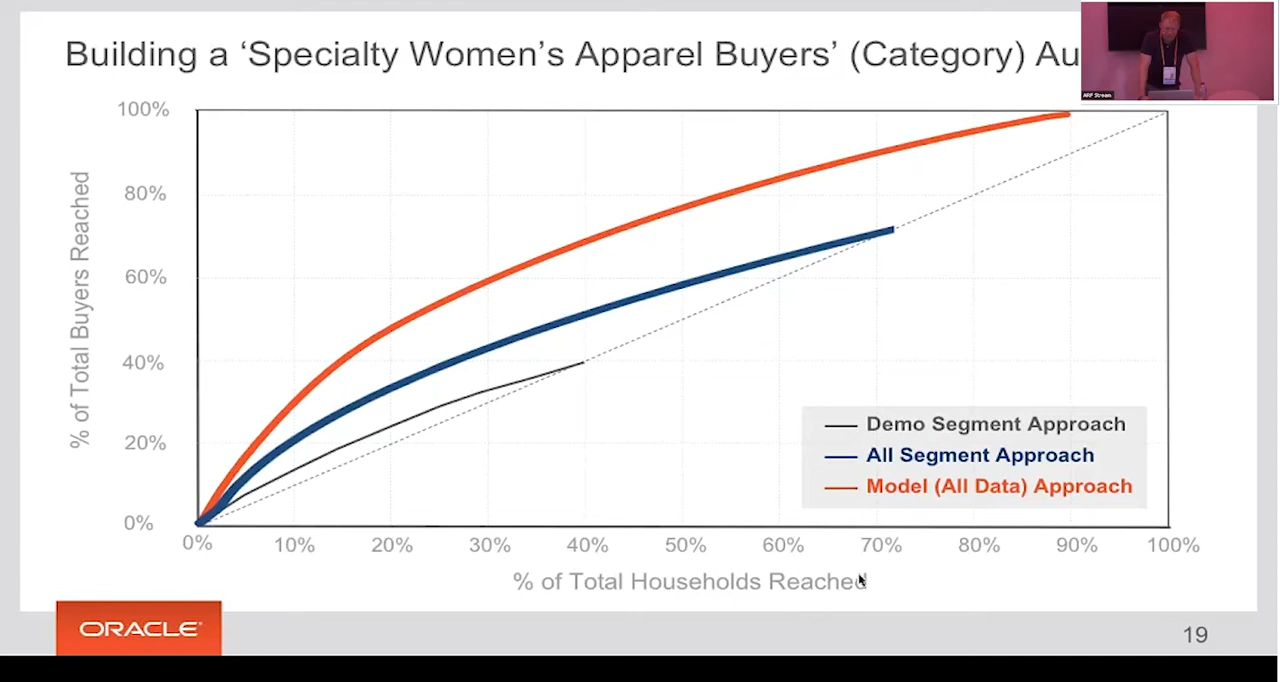 Building a ‘Specialty Women’s Apparel Buyers’ (Category) Au
ARF Stream
100%
80%
60%
40%
20%
0%
% of Total Buyers Reached
Demo Segment Approach
All Segment Approach
Model (All Data) Approach
0% 10% 20% 30% 40% 50% 60% 70% 80% 90% 100%
% of Total Households Reached
ORACLE
19